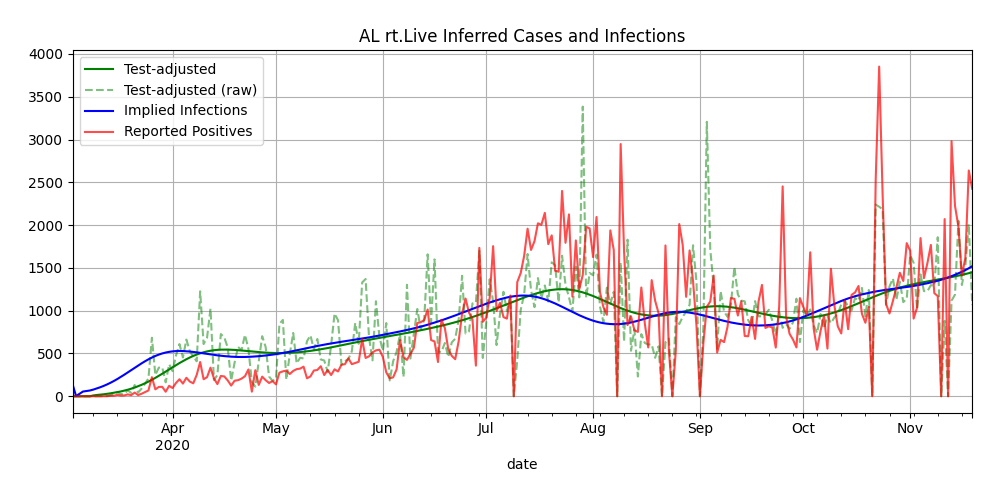 AL rt.Live Inferred Cases and Infections
Test-adjusted
Test-adjusted (raw)
Implied Infections
Reported Positives
4000
3500
3000
2500
2000
1500
1000
500
0
Apr May Jun Jul Aug Sep Oct Nov
2020
date